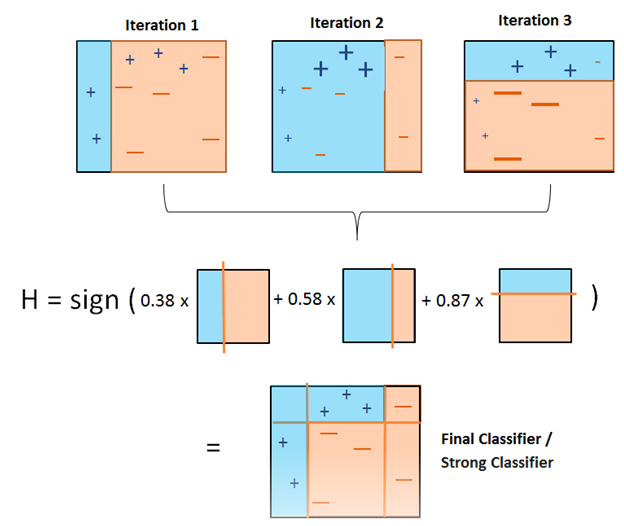 Iteration 1
Iteration 2
Iteration 3
H = sign ( 0.38 x + 0.58 x + 0.87 x )
=
Final Classifier /
Strong Classifier